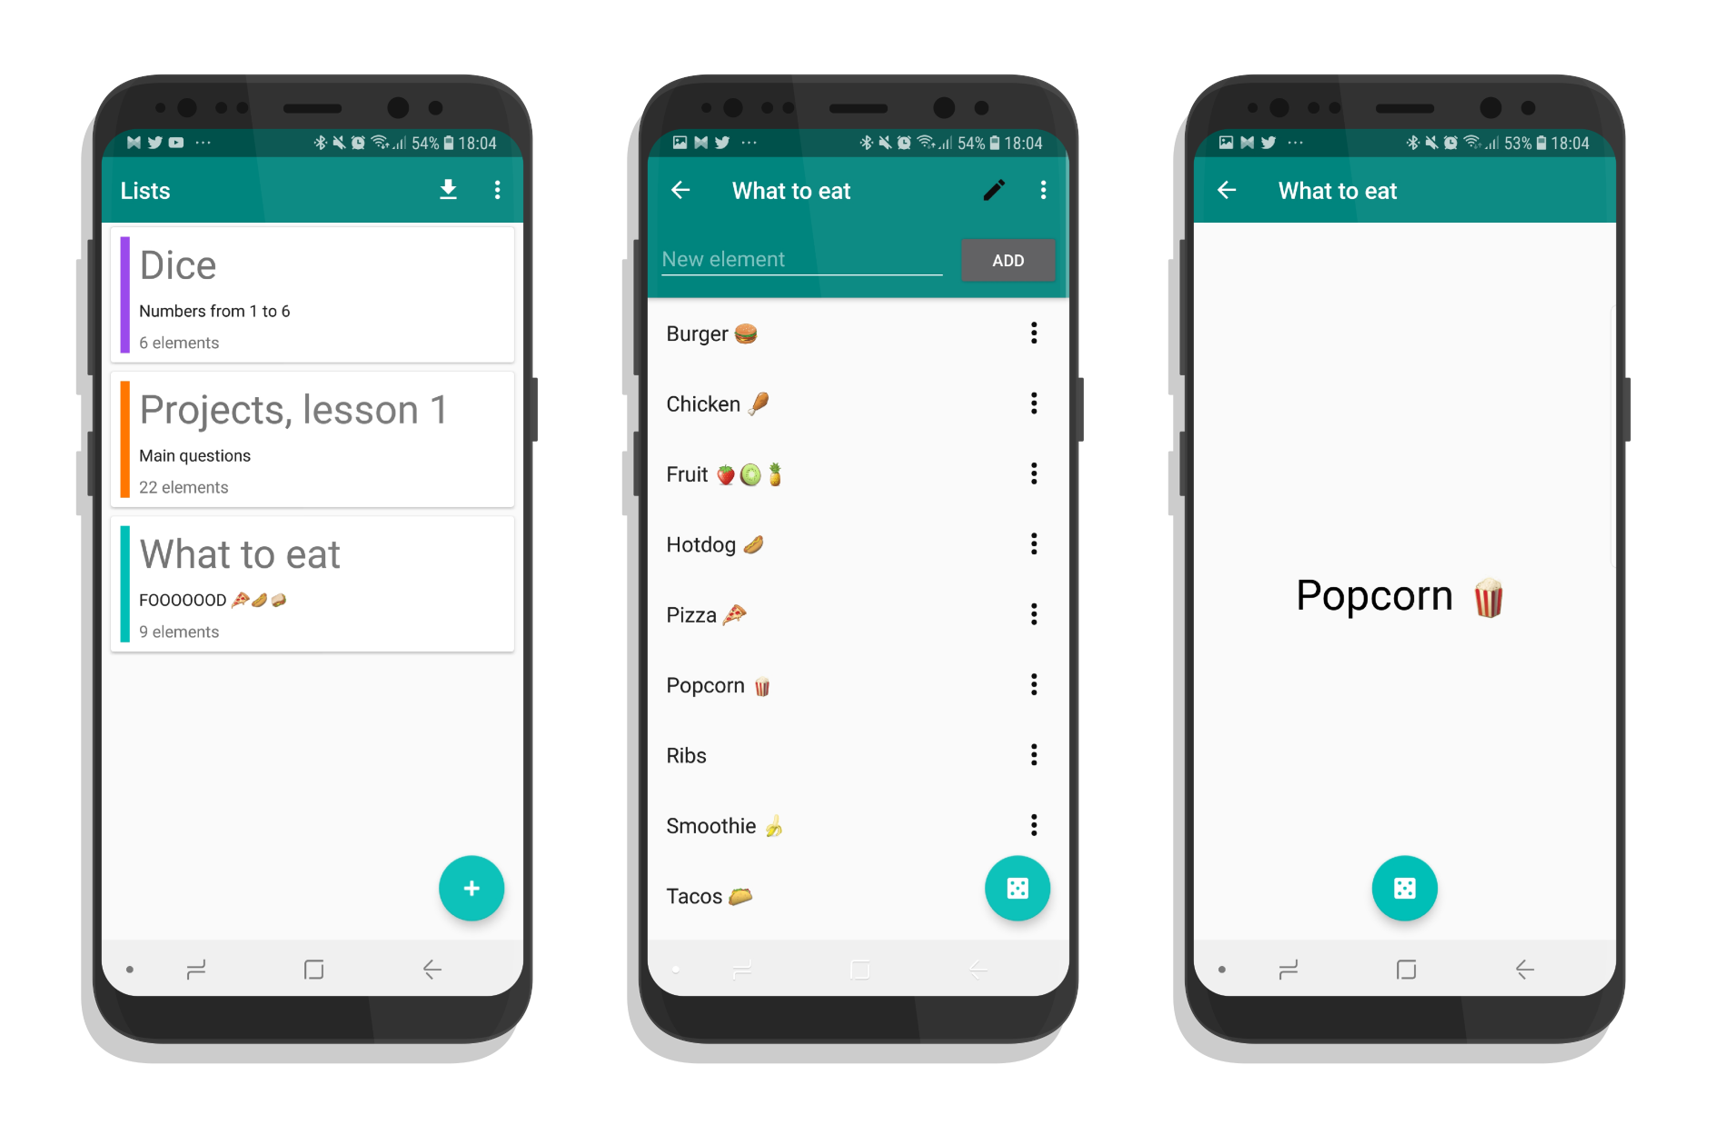 54% 18:04
Lists
Dice
Numbers from 1 to 6
6 elements
Projects, lesson 1
Main questions
22 elements
What to eat
FOOOOOOD 🍕🌭🥪
9 elements
54% 18:04
What to eat
New element
ADD
Burger 🍔
Chicken 🍗
Fruit 🍓🥝🍍
Hotdog 🌭
Pizza 🍕
Popcorn 🍿
Ribs
Smoothie 🍌
Tacos 🌮
53% 18:04
What to eat
Popcorn 🍿